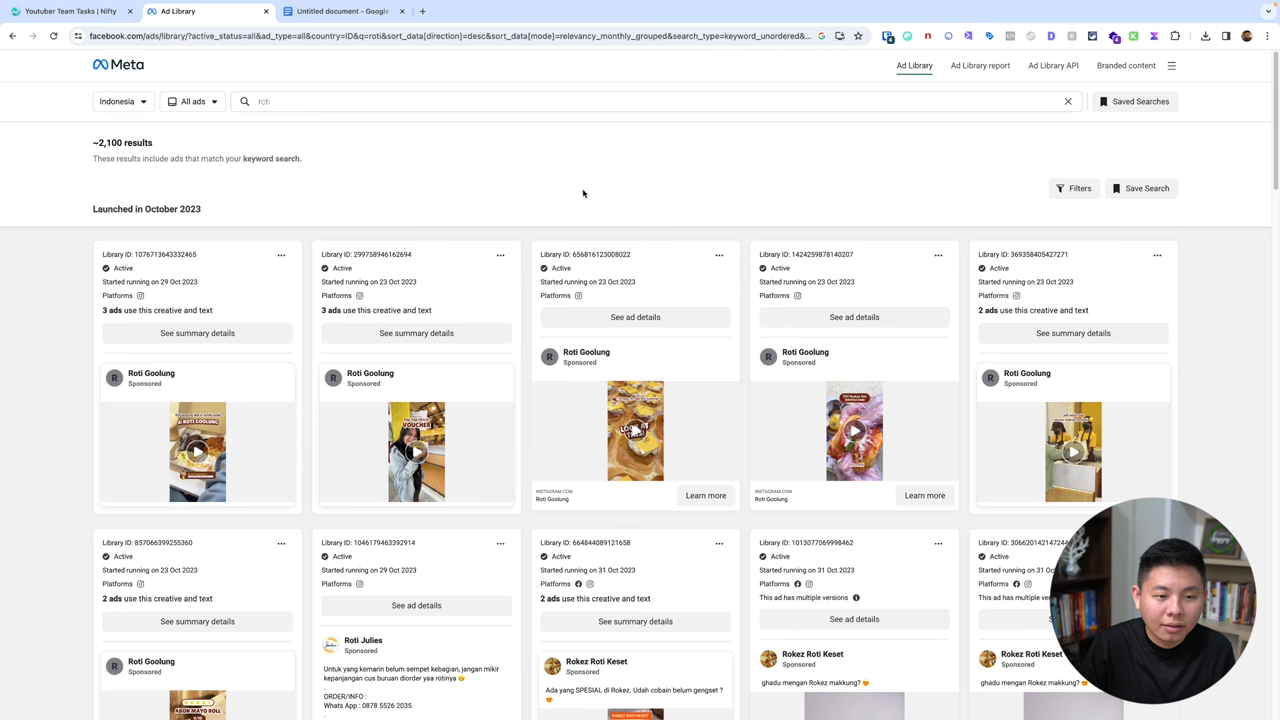 Youtuber Team Tasks | Nifty
Meta Ad Library
Untitled document - Google
facebook.com/ads/library/?active_status=all&ad_type=all&country=ID&q=roti&sort_data[direction]=desc&sort_data[mode]=relevancy_monthly_grouped&search_type=keyword_unordered&...
Meta
Ad Library
Ad Library report
Ad Library API
Branded content
Indonesia
All ads
roti
Saved Searches
~2,100 results
These results include ads that match your keyword search.
Filters
Save Search
Launched in October 2023
Library ID: 1076713643332465
Active
Started running on 29 Oct 2023
Platforms
3 ads use this creative and text
See summary details
Roti Goolung
Sponsored
Library ID: 299758946162694
Active
Started running on 23 Oct 2023
Platforms
3 ads use this creative and text
See summary details
Roti Goolung
Sponsored
VOUCHER
Library ID: 656816123008022
Active
Started running on 23 Oct 2023
Platforms
See ad details
Roti Goolung
Sponsored
INSTAGRAM.COM
Roti Goolung
Learn more
Library ID: 1424259878140207
Active
Started running on 23 Oct 2023
Platforms
See ad details
Roti Goolung
Sponsored
INSTAGRAM.COM
Roti Goolung
Learn more
Library ID: 369358405427271
Active
Started running on 23 Oct 2023
Platforms
2 ads use this creative and text
See summary details
Roti Goolung
Sponsored
Library ID: 857066399255360
Active
Started running on 23 Oct 2023
Platforms
2 ads use this creative and text
See summary details
Roti Goolung
Sponsored
ABON MAYO ROLL
Library ID: 1046179463392914
Active
Started running on 29 Oct 2023
Platforms
See ad details
Roti Julies
Sponsored
Untuk yang kemarin belum sempet kebagian, jangan mikir
kepanjangan cus buruan diorder yaa rotinya 😊
.
ORDER/INFO :
Whats App : 0878 5526 2035
Library ID: 664844089121658
Active
Started running on 31 Oct 2023
Platforms
2 ads use this creative and text
See summary details
Rokez Roti Keset
Sponsored
Ada yang SPESIAL di Rokez. Udah cobain belum gengset ?
😍
ROKEZ ROTI KESET
Library ID: 1013077069998462
Active
Started running on 31 Oct 2023
Platforms
This ad has multiple versions
See ad details
Rokez Roti Keset
Sponsored
ghadu mengan Rokez makkung? 😍
Library ID: 306620142147244
Active
Started running on 31 Oct 2023
Platforms
This ad has multiple versions
Rokez Roti Keset
Sponsored
ghadu mengan Rokez makkung? 😍